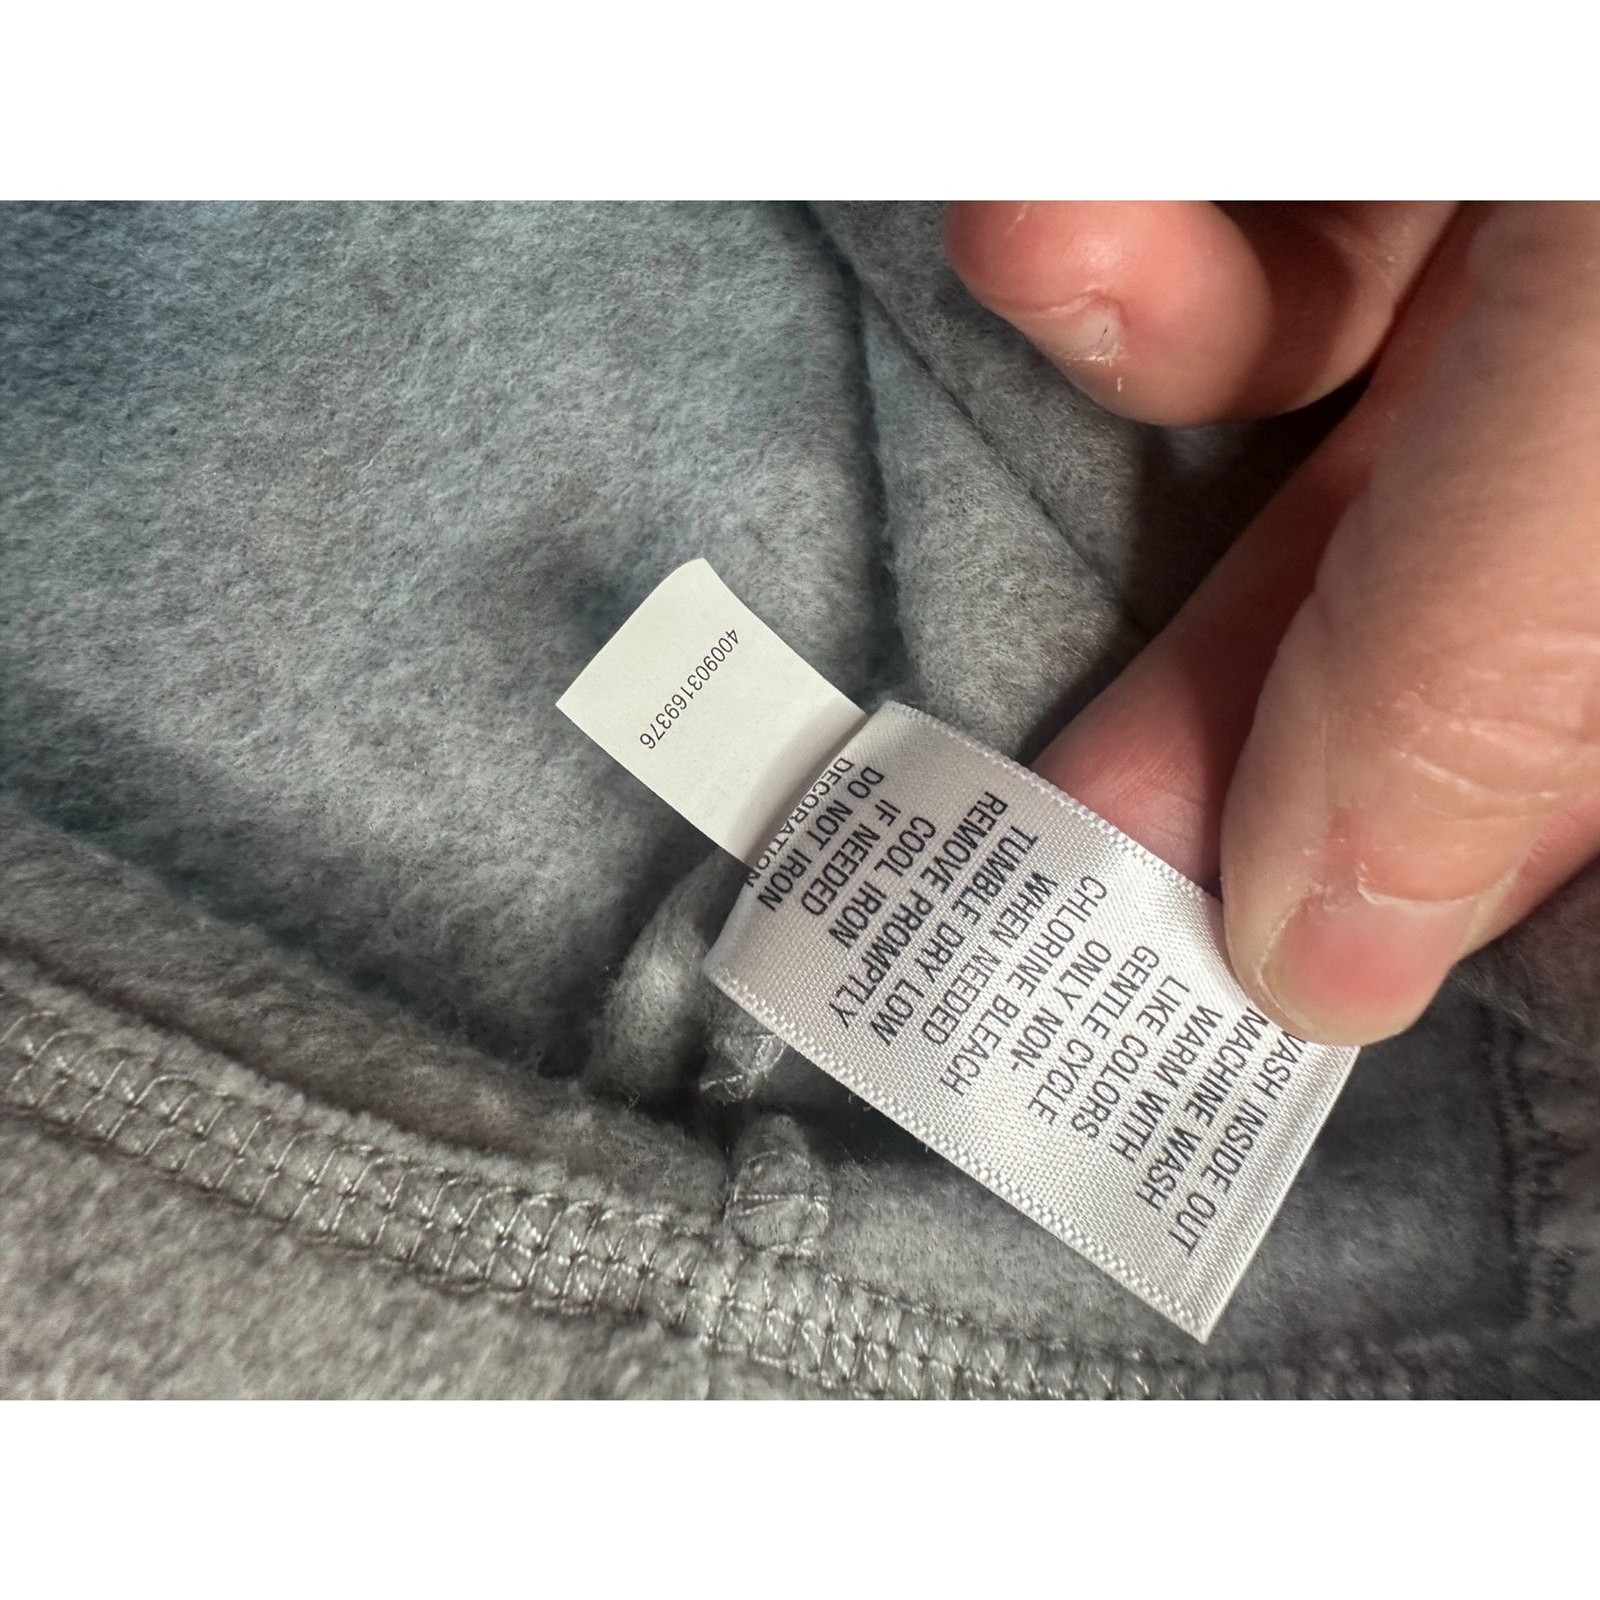 WASH INSIDE OUT
MACHINE WASH
WARM WITH
LIKE COLORS
GENTLE CYCLE
ONLY NON-
CHLORINE BLEACH
WHEN NEEDED
TUMBLE DRY LOW
REMOVE PROMPTLY
COOL IRON
IF NEEDED
DO NOT IRON
DECORATION
400903169376